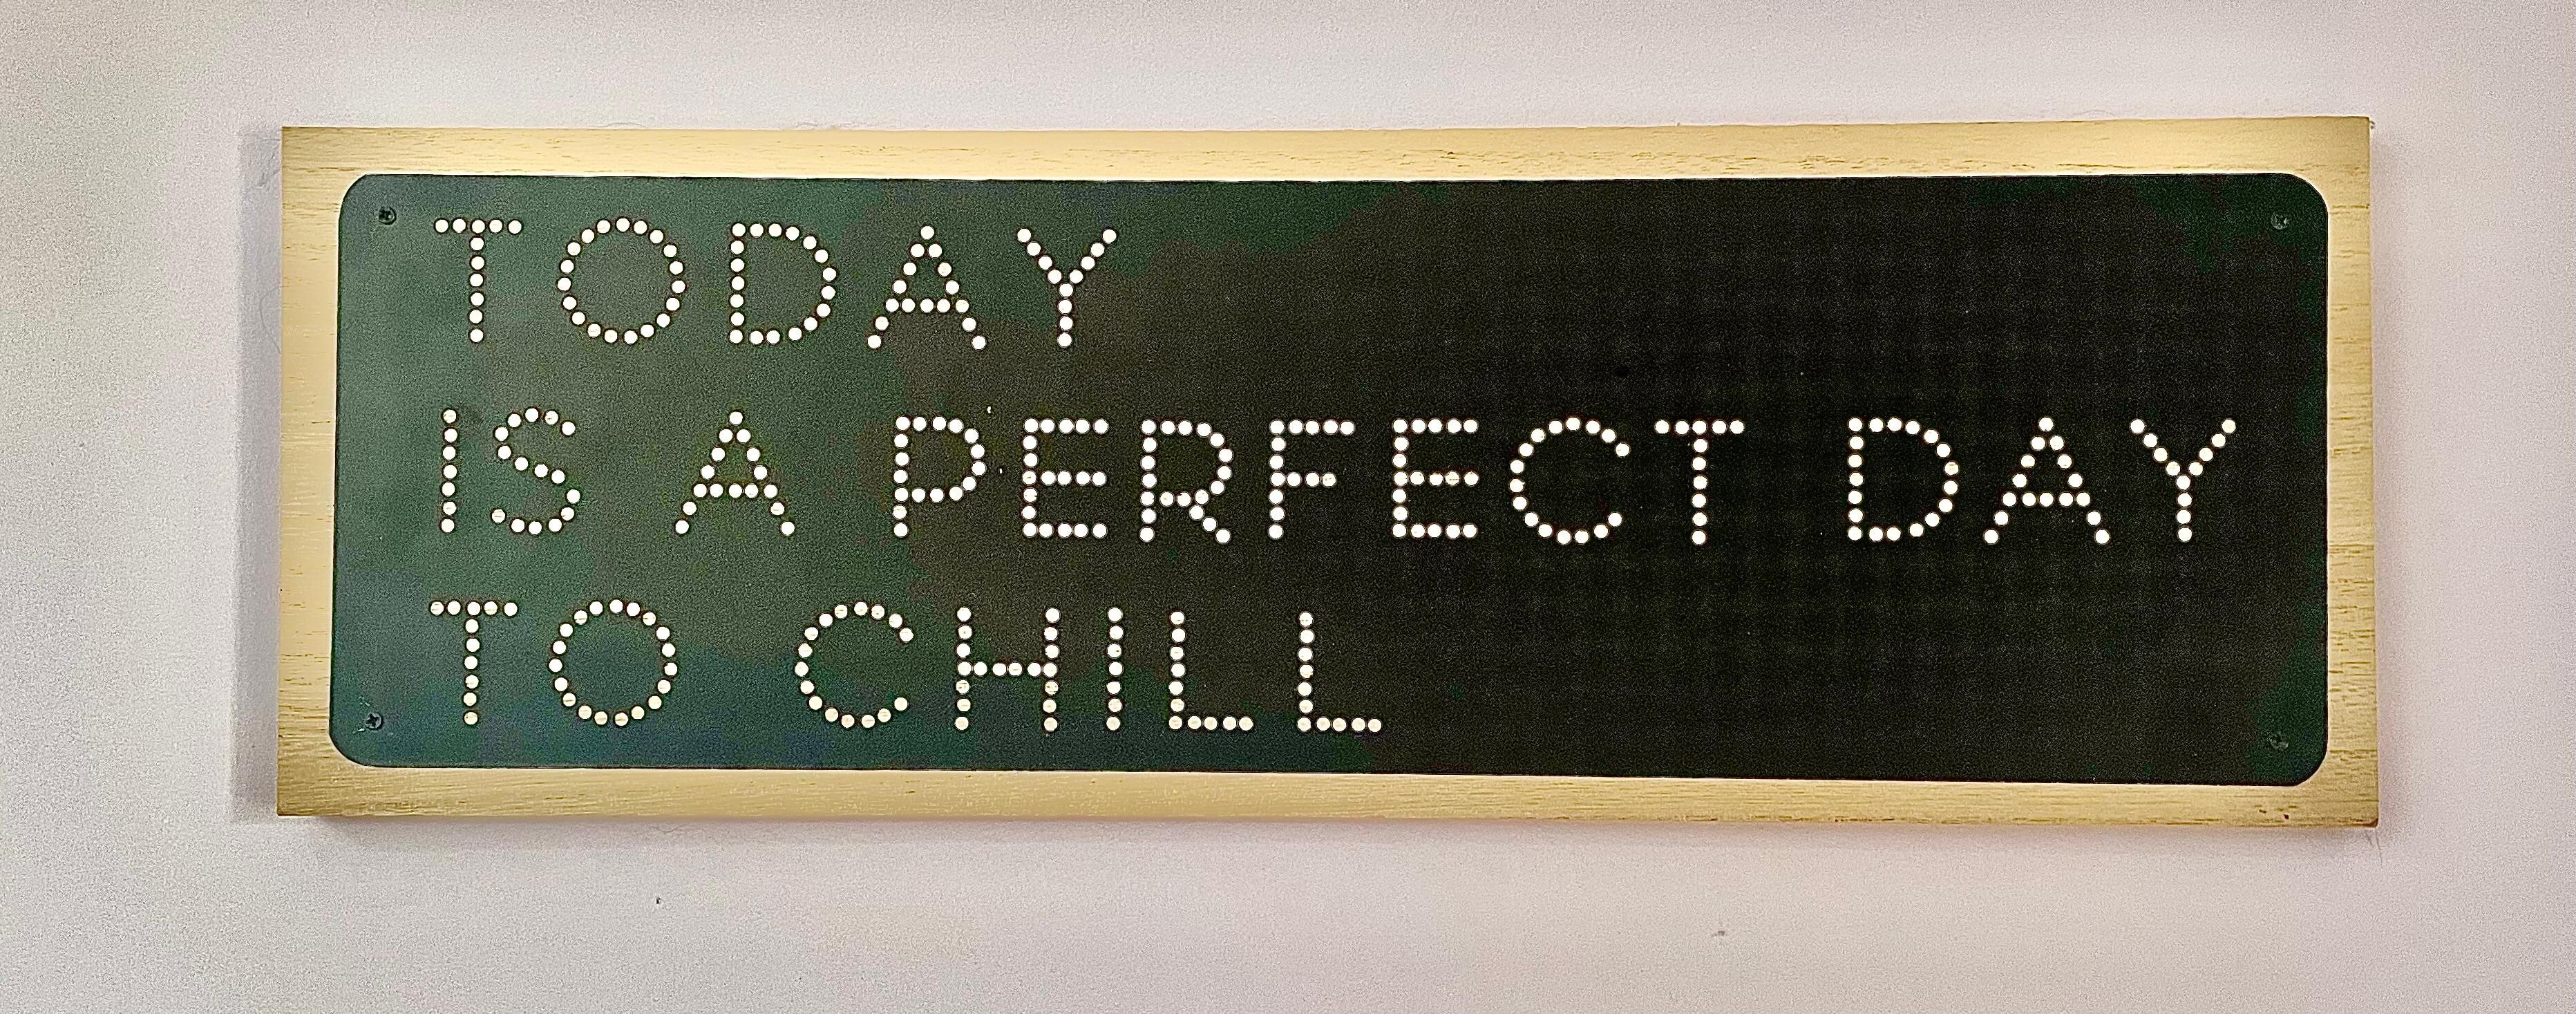 TODAY
IS A PERFECT DAY
TO CHILL